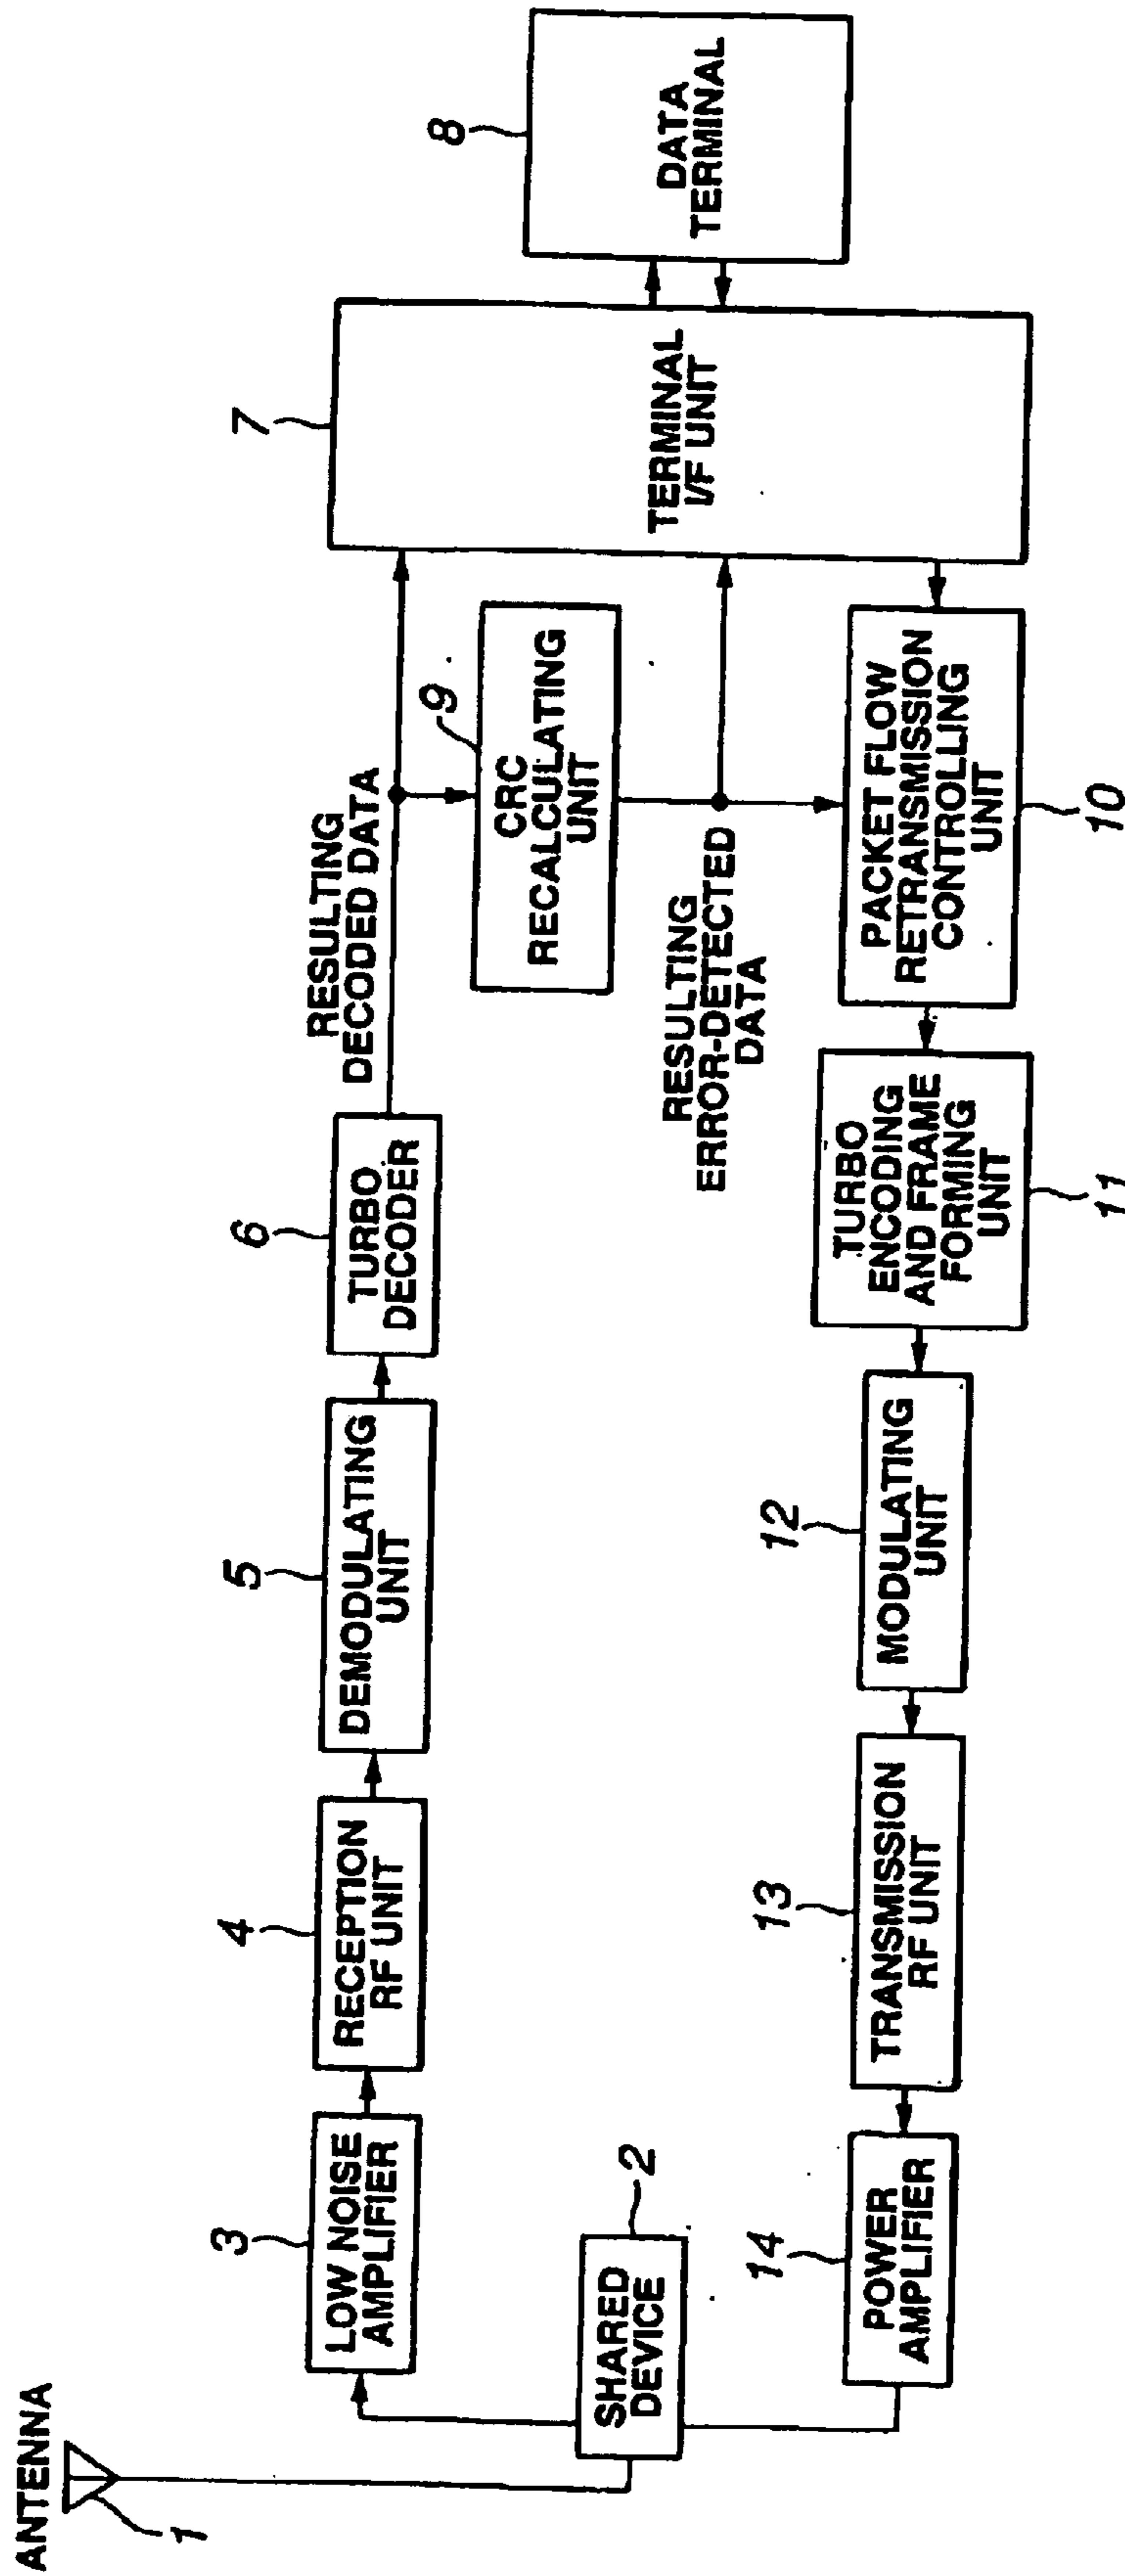 ANTENNA
1
SHARED
DEVICE
2
LOW NOISE
AMPLIFIER
3
RECEPTION
RF UNIT
4
DEMODULATING
UNIT
5
TURBO
DECODER
6
RESULTING
DECODED DATA
CRC
RECALCULATING
UNIT
9
RESULTING
ERROR-DETECTED
DATA
TERMINAL
I/F UNIT
7
DATA
TERMINAL
8
PACKET FLOW
RETRANSMISSION
CONTROLLING
UNIT
10
TURBO
ENCODING
AND FRAME
FORMING
UNIT
11
MODULATING
UNIT
12
TRANSMISSION
RF UNIT
13
POWER
AMPLIFIER
14